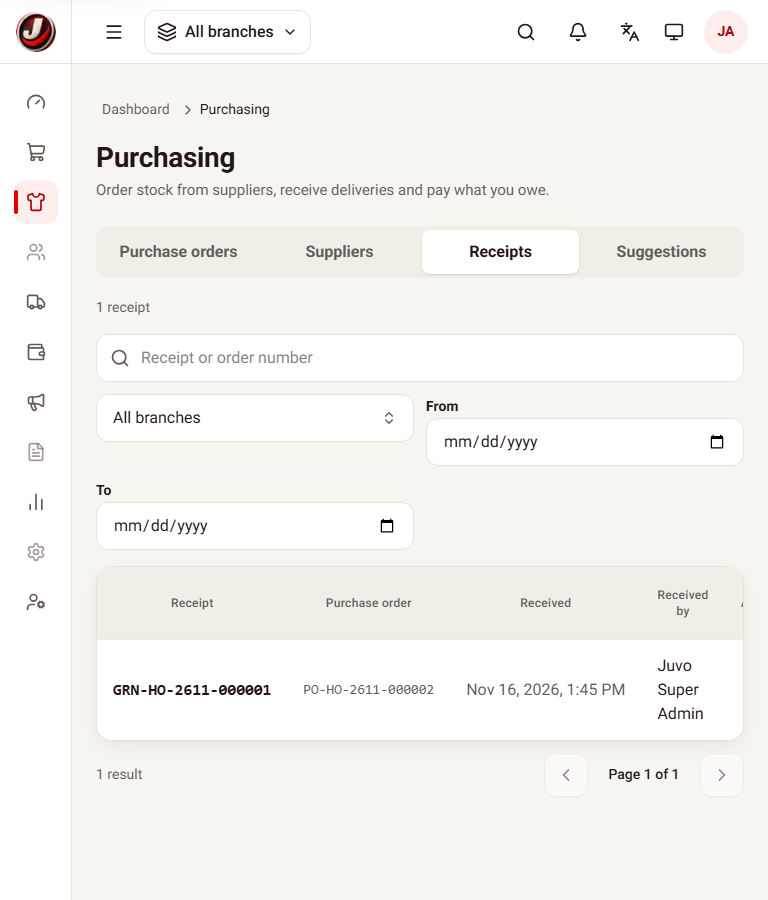 J
All branches
JA
Dashboard
Purchasing
Purchasing
Order stock from suppliers, receive deliveries and pay what you owe.
Purchase orders
Suppliers
Receipts
Suggestions
1 receipt
Receipt or order number
All branches
From
mm/dd/yyyy
To
mm/dd/yyyy
Receipt
Purchase order
Received
Received
by
GRN-HO-2611-000001
PO-HO-2611-000002
Nov 16, 2026, 1:45 PM
Juvo
Super
Admin
1 result
Page 1 of 1